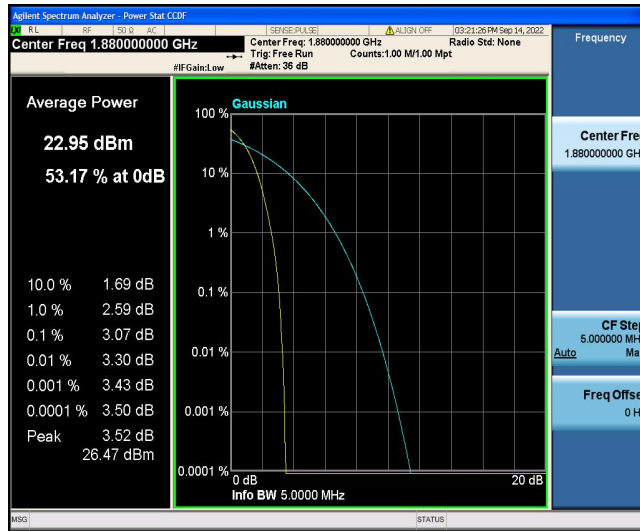 Agilent Spectrum Analyzer - Power Stat CCDF
LXI RL RF 50 Ω AC SENSE:PULSE ALIGN OFF 03:21:26 PM Sep 14, 2022
Center Freq 1.880000000 GHz
Center Freq: 1.880000000 GHz Radio Std: None
Trig: Free Run Counts:1.00 M/1.00 Mpt
#IFGain:Low #Atten: 36 dB
Frequency
Average Power
22.95 dBm
53.17 % at 0dB
10.0 % 1.69 dB
1.0 % 2.59 dB
0.1 % 3.07 dB
0.01 % 3.30 dB
0.001 % 3.43 dB
0.0001 % 3.50 dB
Peak 3.52 dB
26.47 dBm
Gaussian
100 %
10 %
1 %
0.1 %
0.01 %
0.001 %
0.0001 %
0 dB 20 dB
Info BW 5.0000 MHz
Center Fre
1.880000000 GH
CF Step
5.000000 MH
Auto Ma
Freq Offse
0 H
MSG STATUS